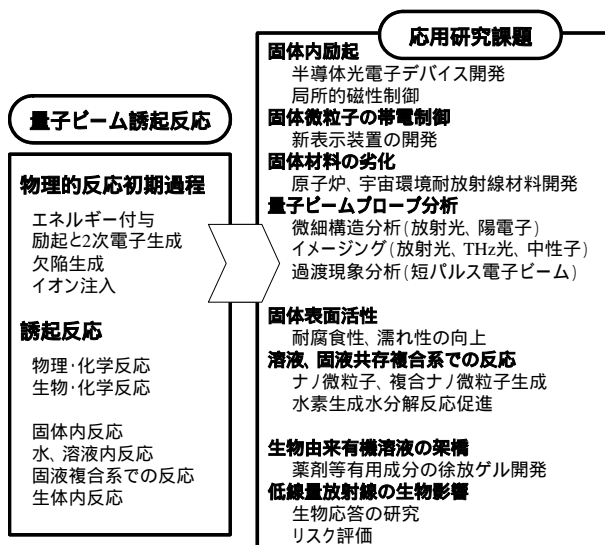 量子ビーム誘起反応
物理的反応初期過程
エネルギー付与
励起と2次電子生成
欠陥生成
イオン注入
誘起反応
物理・化学反応
生物・化学反応
固体内反応
水、溶液内反応
固液複合系での反応
生体内反応
応用研究課題
固体内励起
半導体光電子デバイス開発
局所的磁性制御
固体微粒子の帯電制御
新表示装置の開発
固体材料の劣化
原子炉、宇宙環境耐放射線材料開発
量子ビームプローブ分析
微細構造分析(放射光、陽電子)
イメージング(放射光、THz光、中性子)
過渡現象分析(短パルス電子ビーム)
固体表面活性
耐腐食性、濡れ性の向上
溶液、固液共存複合系での反応
ナノ微粒子、複合ナノ微粒子生成
水素生成水分解反応促進
生物由来有機溶液の架橋
薬剤等有用成分の徐放ゲル開発
低線量放射線の生物影響
生物応答の研究
リスク評価